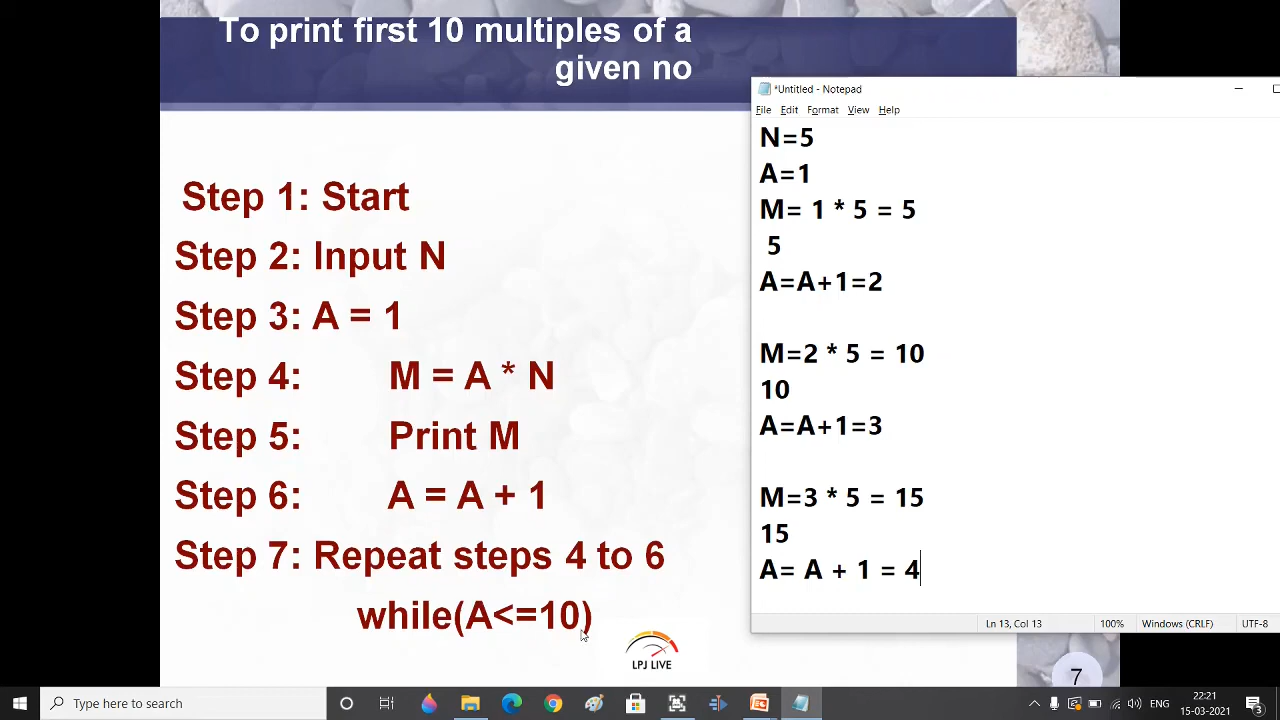 To print first 10 multiples of a
given no
Step 1: Start
Step 2: Input N
Step 3: A = 1
Step 4: M = A * N
Step 5: Print M
Step 6: A = A + 1
Step 7: Repeat steps 4 to 6
while(A<=10)
LPJ LIVE
7
*Untitled - Notepad
File Edit Format View Help
N=5
A=1
M= 1 * 5 = 5
5
A=A+1=2
M=2 * 5 = 10
10
A=A+1=3
M=3 * 5 = 15
15
A= A + 1 = 4
Ln 13, Col 13 100% Windows (CRLF) UTF-8
Type here to search
ENG
22:21
15-03-2021
3